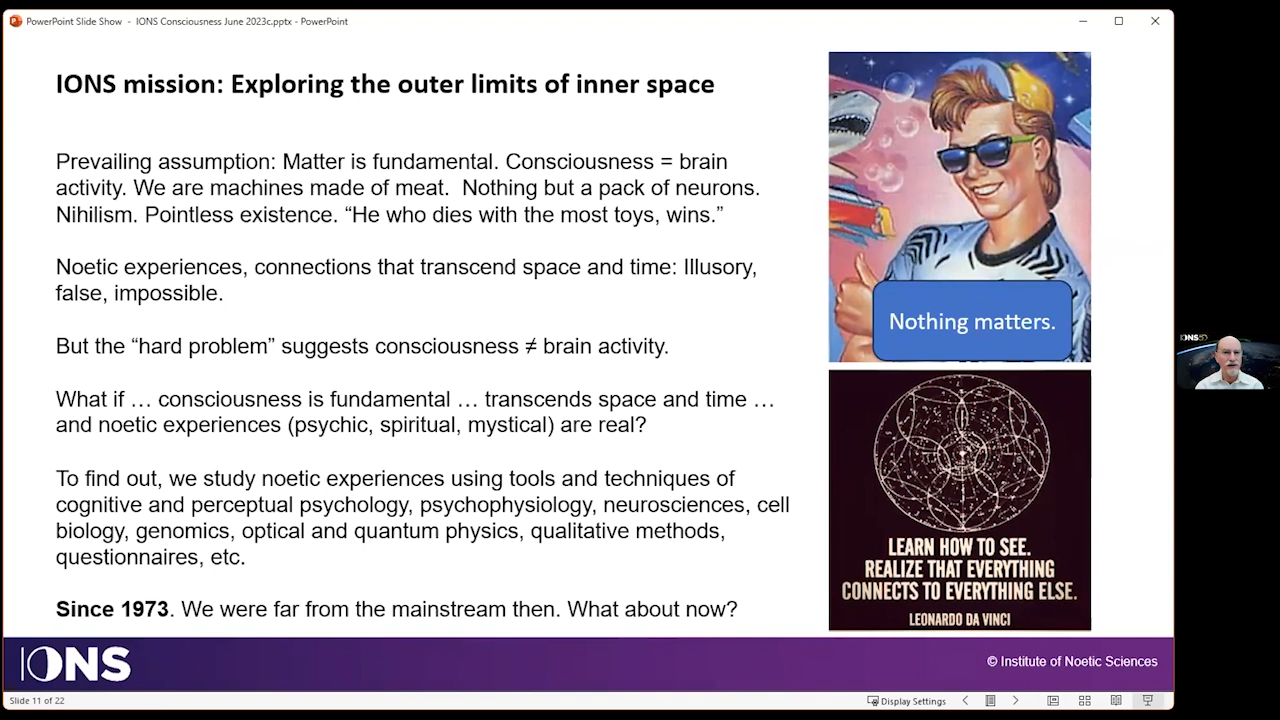 PowerPoint Slide Show - IONS Consciousness June 2023c.pptx - PowerPoint
IONS mission: Exploring the outer limits of inner space
Prevailing assumption: Matter is fundamental. Consciousness = brain
activity. We are machines made of meat.  Nothing but a pack of neurons.
Nihilism. Pointless existence. “He who dies with the most toys, wins.”
Noetic experiences, connections that transcend space and time: Illusory,
false, impossible.
But the “hard problem” suggests consciousness ≠ brain activity.
What if … consciousness is fundamental … transcends space and time …
and noetic experiences (psychic, spiritual, mystical) are real?
To find out, we study noetic experiences using tools and techniques of
cognitive and perceptual psychology, psychophysiology, neurosciences, cell
biology, genomics, optical and quantum physics, qualitative methods,
questionnaires, etc.
Since 1973. We were far from the mainstream then. What about now?
Nothing matters.
LEARN HOW TO SEE.
REALIZE THAT EVERYTHING
CONNECTS TO EVERYTHING ELSE.
LEONARDO DA VINCI
IONS
IONS
© Institute of Noetic Sciences
Slide 11 of 22
Display Settings